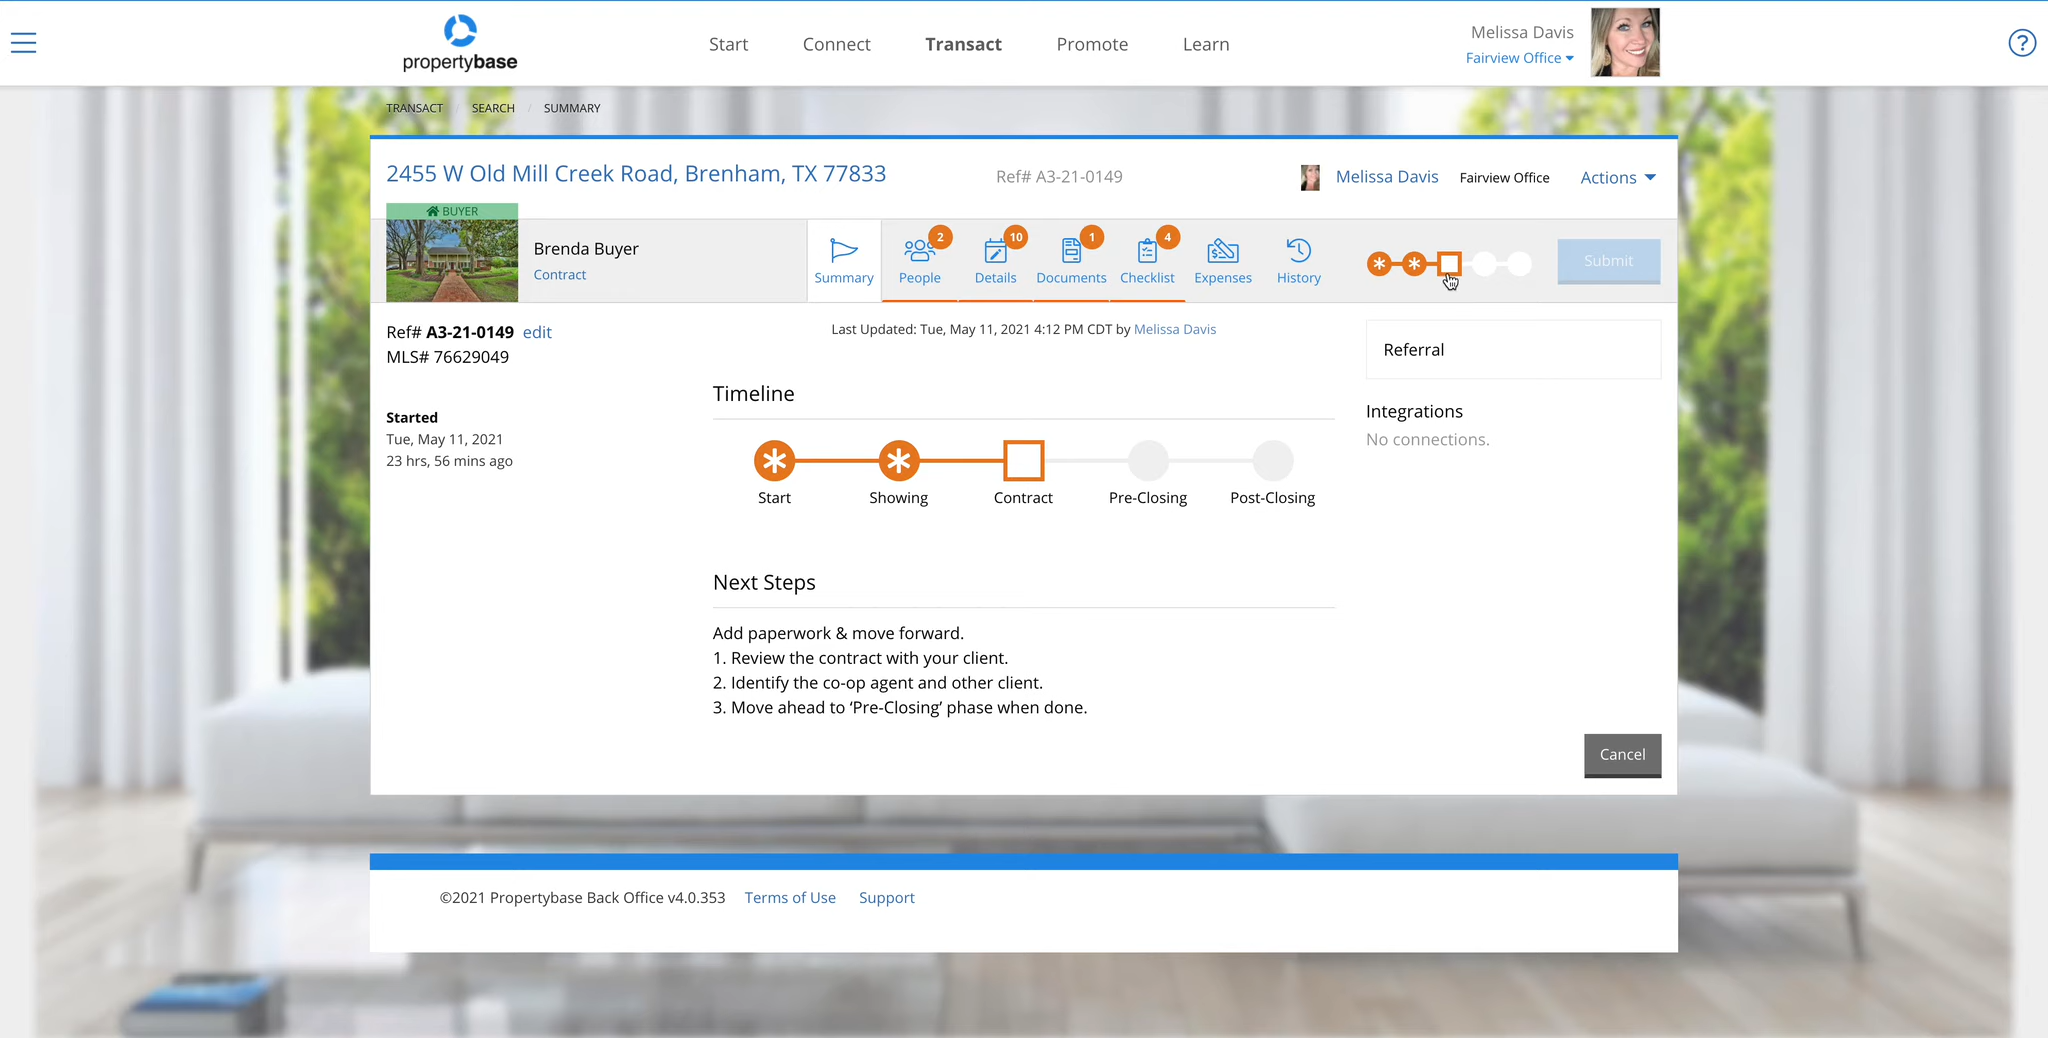 propertybase
Start
Connect
Transact
Promote
Learn
Melissa Davis
Fairview Office
?
TRANSACT / SEARCH / SUMMARY
2455 W Old Mill Creek Road, Brenham, TX 77833
Ref# A3-21-0149
Melissa Davis
Fairview Office
Actions
BUYER
Brenda Buyer
Contract
Summary
2
People
10
Details
1
Documents
4
Checklist
Expenses
History
Submit
Ref# A3-21-0149 edit
MLS# 76629049
Started
Tue, May 11, 2021
23 hrs, 56 mins ago
Last Updated: Tue, May 11, 2021 4:12 PM CDT by Melissa Davis
Timeline
Start
Showing
Contract
Pre-Closing
Post-Closing
Next Steps
Add paperwork & move forward.
1. Review the contract with your client.
2. Identify the co-op agent and other client.
3. Move ahead to ‘Pre-Closing’ phase when done.
Referral
Integrations
No connections.
Cancel
©2021 Propertybase Back Office v4.0.353 Terms of Use Support